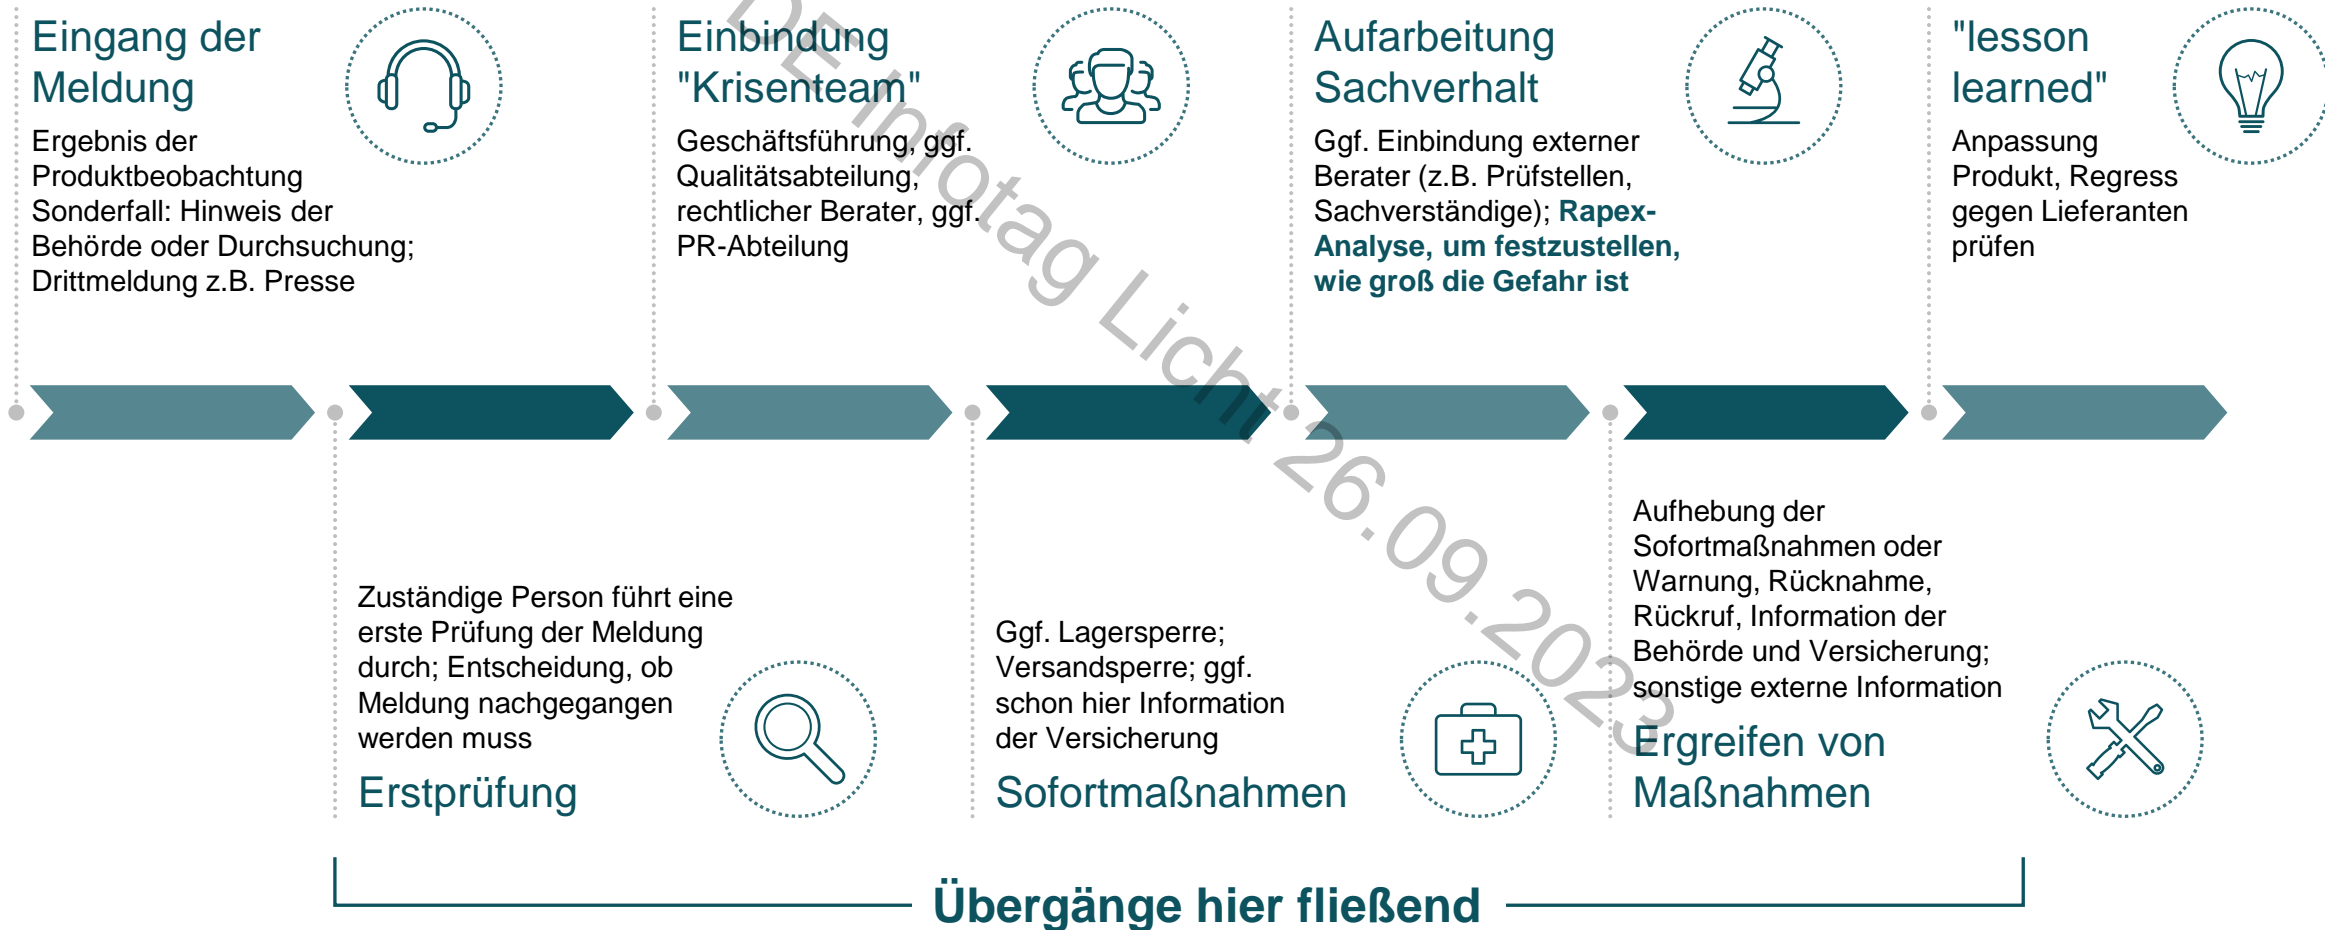 Eingang der
Meldung
Ergebnis der
Produktbeobachtung
Sonderfall: Hinweis der
Behörde oder Durchsuchung;
Drittmeldung z.B. Presse
Einbindung
"Krisenteam"
Geschäftsführung, ggf.
Qualitätsabteilung,
rechtlicher Berater, ggf.
PR-Abteilung
Aufarbeitung
Sachverhalt
Ggf. Einbindung externer
Berater (z.B. Prüfstellen,
Sachverständige); Rapex-
Analyse, um festzustellen,
wie groß die Gefahr ist
"lesson
learned"
Anpassung
Produkt, Regress
gegen Lieferanten
prüfen
Zuständige Person führt eine
erste Prüfung der Meldung
durch; Entscheidung, ob
Meldung nachgegangen
werden muss
Erstprüfung
Ggf. Lagersperre;
Versandsperre; ggf.
schon hier Information
der Versicherung
Sofortmaßnahmen
Aufhebung der
Sofortmaßnahmen oder
Warnung, Rücknahme,
Rückruf, Information der
Behörde und Versicherung;
sonstige externe Information
Ergreifen von
Maßnahmen
Übergänge hier fließend
Infotag Licht 26.09.2023